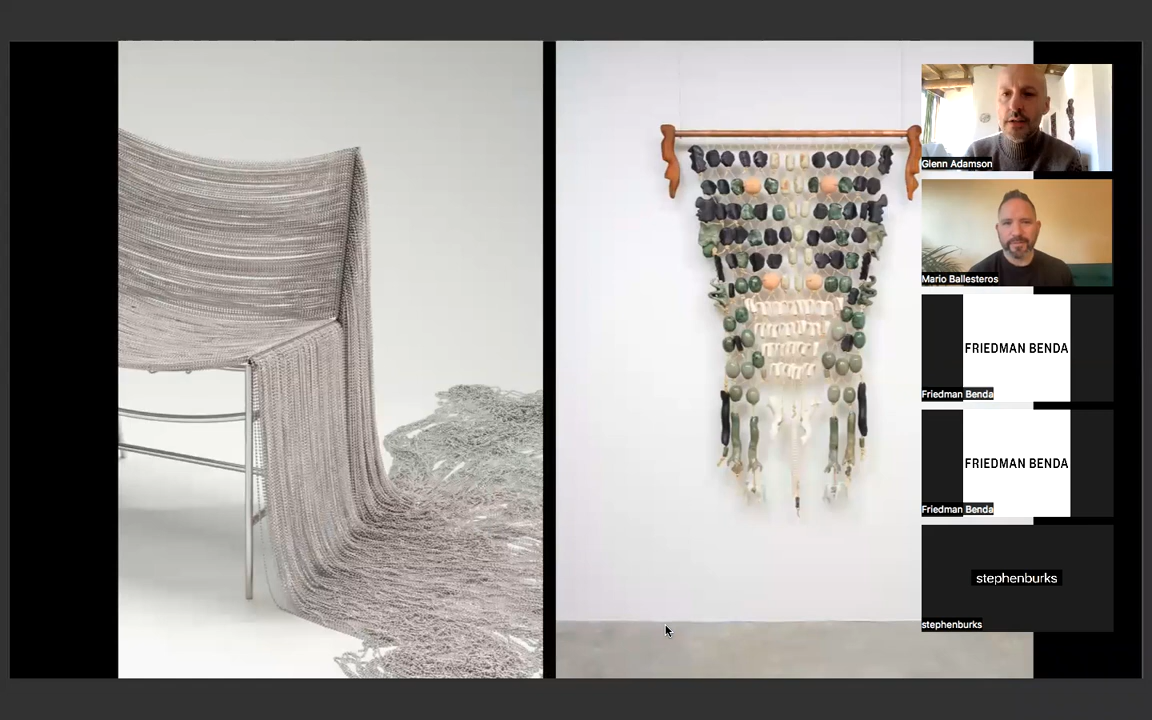 Glenn Adamson
Mario Ballesteros
FRIEDMAN BENDA
Friedman Benda
FRIEDMAN BENDA
Friedman Benda
stephenburks
stephenburks